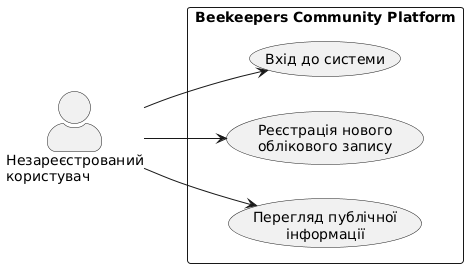 Beekeepers Community Platform
Вхід до системи
Реєстрація нового
облікового запису
Незареєстрований
користувач
Перегляд публічної
інформації